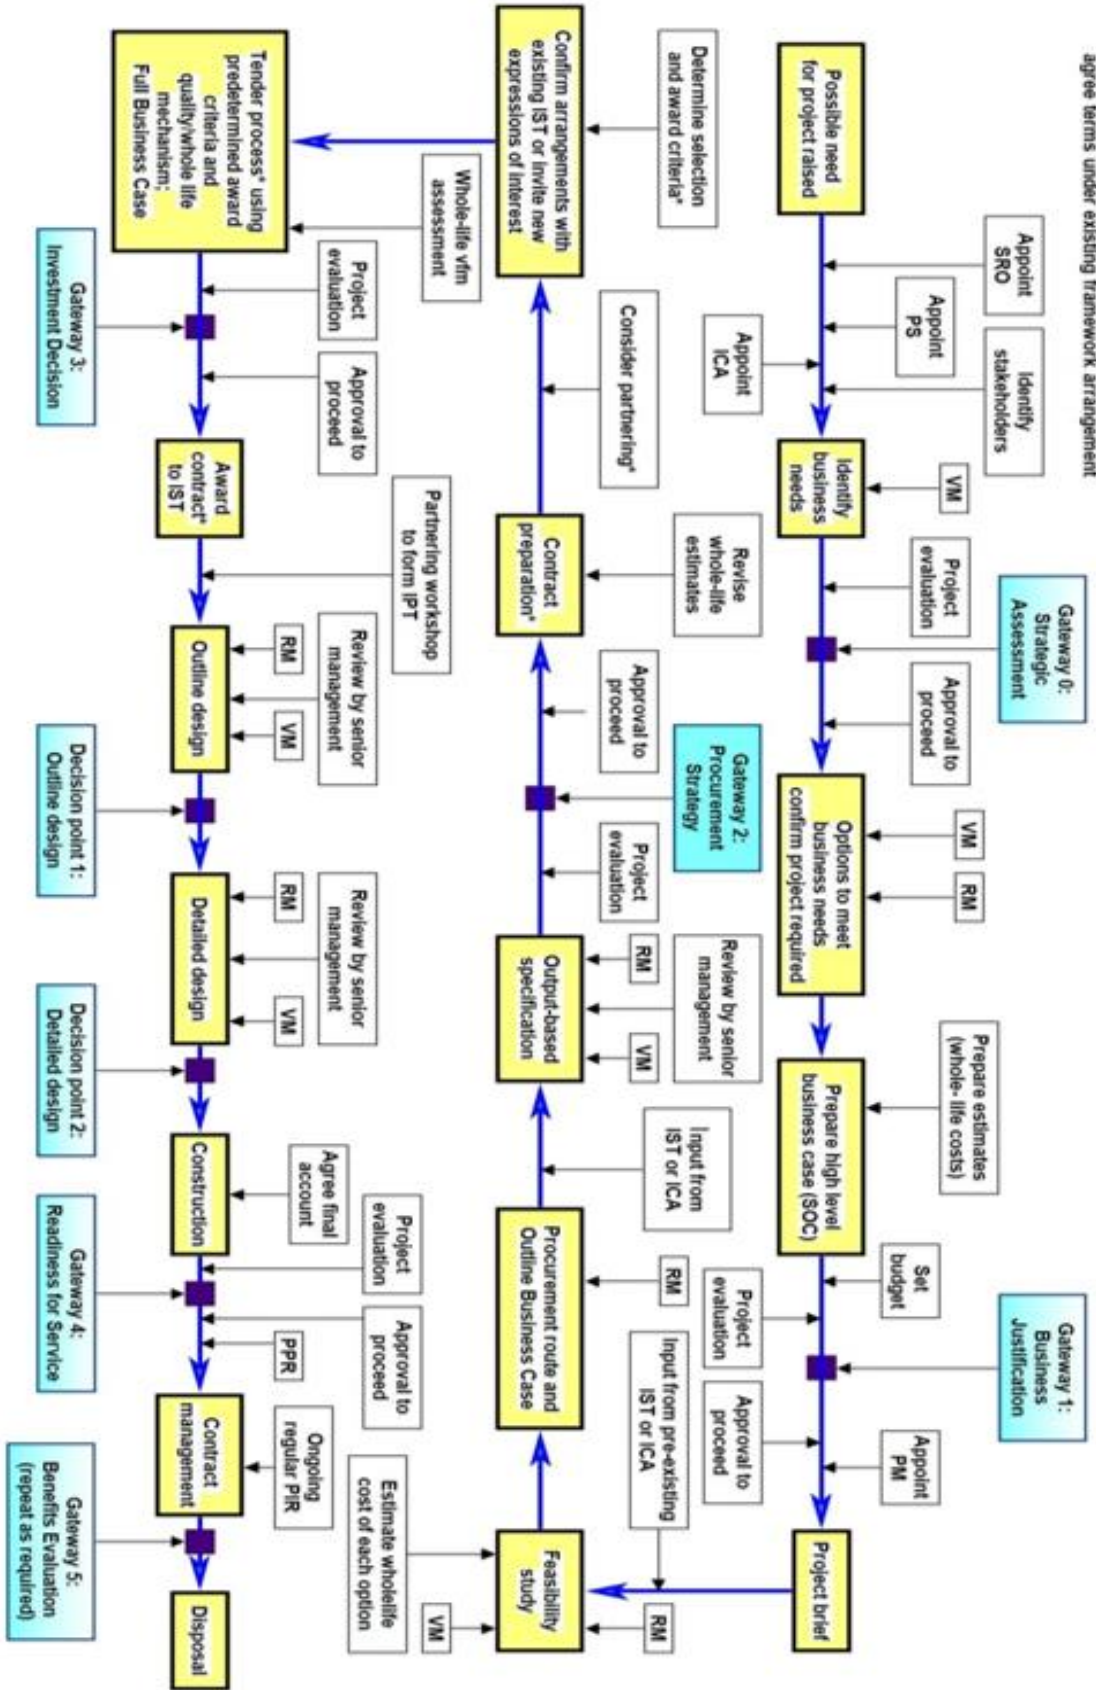 agree terms under existing framework arrangement
Possible need
for project raised
Appoint
SRO
Appoint
PS
Appoint
ICA
Identify
stakeholders
Identify
business
needs
VM
Project
evaluation
Gateway 0:
Strategic
Assessment
Approval to
proceed
Options to meet
business needs
confirm project required
VM
RM
Prepare high level
business case (SOC)
Prepare estimates
(whole- life costs)
Set
budget
Project
evaluation
Gateway 1:
Business
Justification
Approval to
proceed
Appoint
PM
Project brief
Input from pre-existing
IST or ICA
Feasibility
study
RM
VM
Estimate wholelife
cost of each option
Procurement route and
Outline Business Case
RM
Input from
IST or ICA
Output-based
specification
RM
Review by senior
management
VM
Project
evaluation
Gateway 2:
Procurement
Strategy
Approval to
proceed
Contract
preparation*
Revise
whole-life
estimates
Consider partnering*
Confirm arrangements with
existing IST or invite new
expressions of interest
Determine selection
and award criteria*
Tender process* using
predetermined award
criteria and
quality/whole life
mechanism;
Full Business Case
Whole-life vfm
assessment
Project
evaluation
Gateway 3:
Investment Decision
Approval to
proceed
Award
contract*
to IST
Partnering workshop
to form IPT
Outline design
RM
Review by senior
management
VM
Decision point 1:
Outline design
Detailed design
RM
Review by senior
management
VM
Decision point 2:
Detailed design
Construction
Agree final
account
Project
evaluation
Gateway 4:
Readiness for Service
Approval to
proceed
PPR
Contract
management
Ongoing
regular PIR
Gateway 5:
Benefits Evaluation
(repeat as required)
Disposal